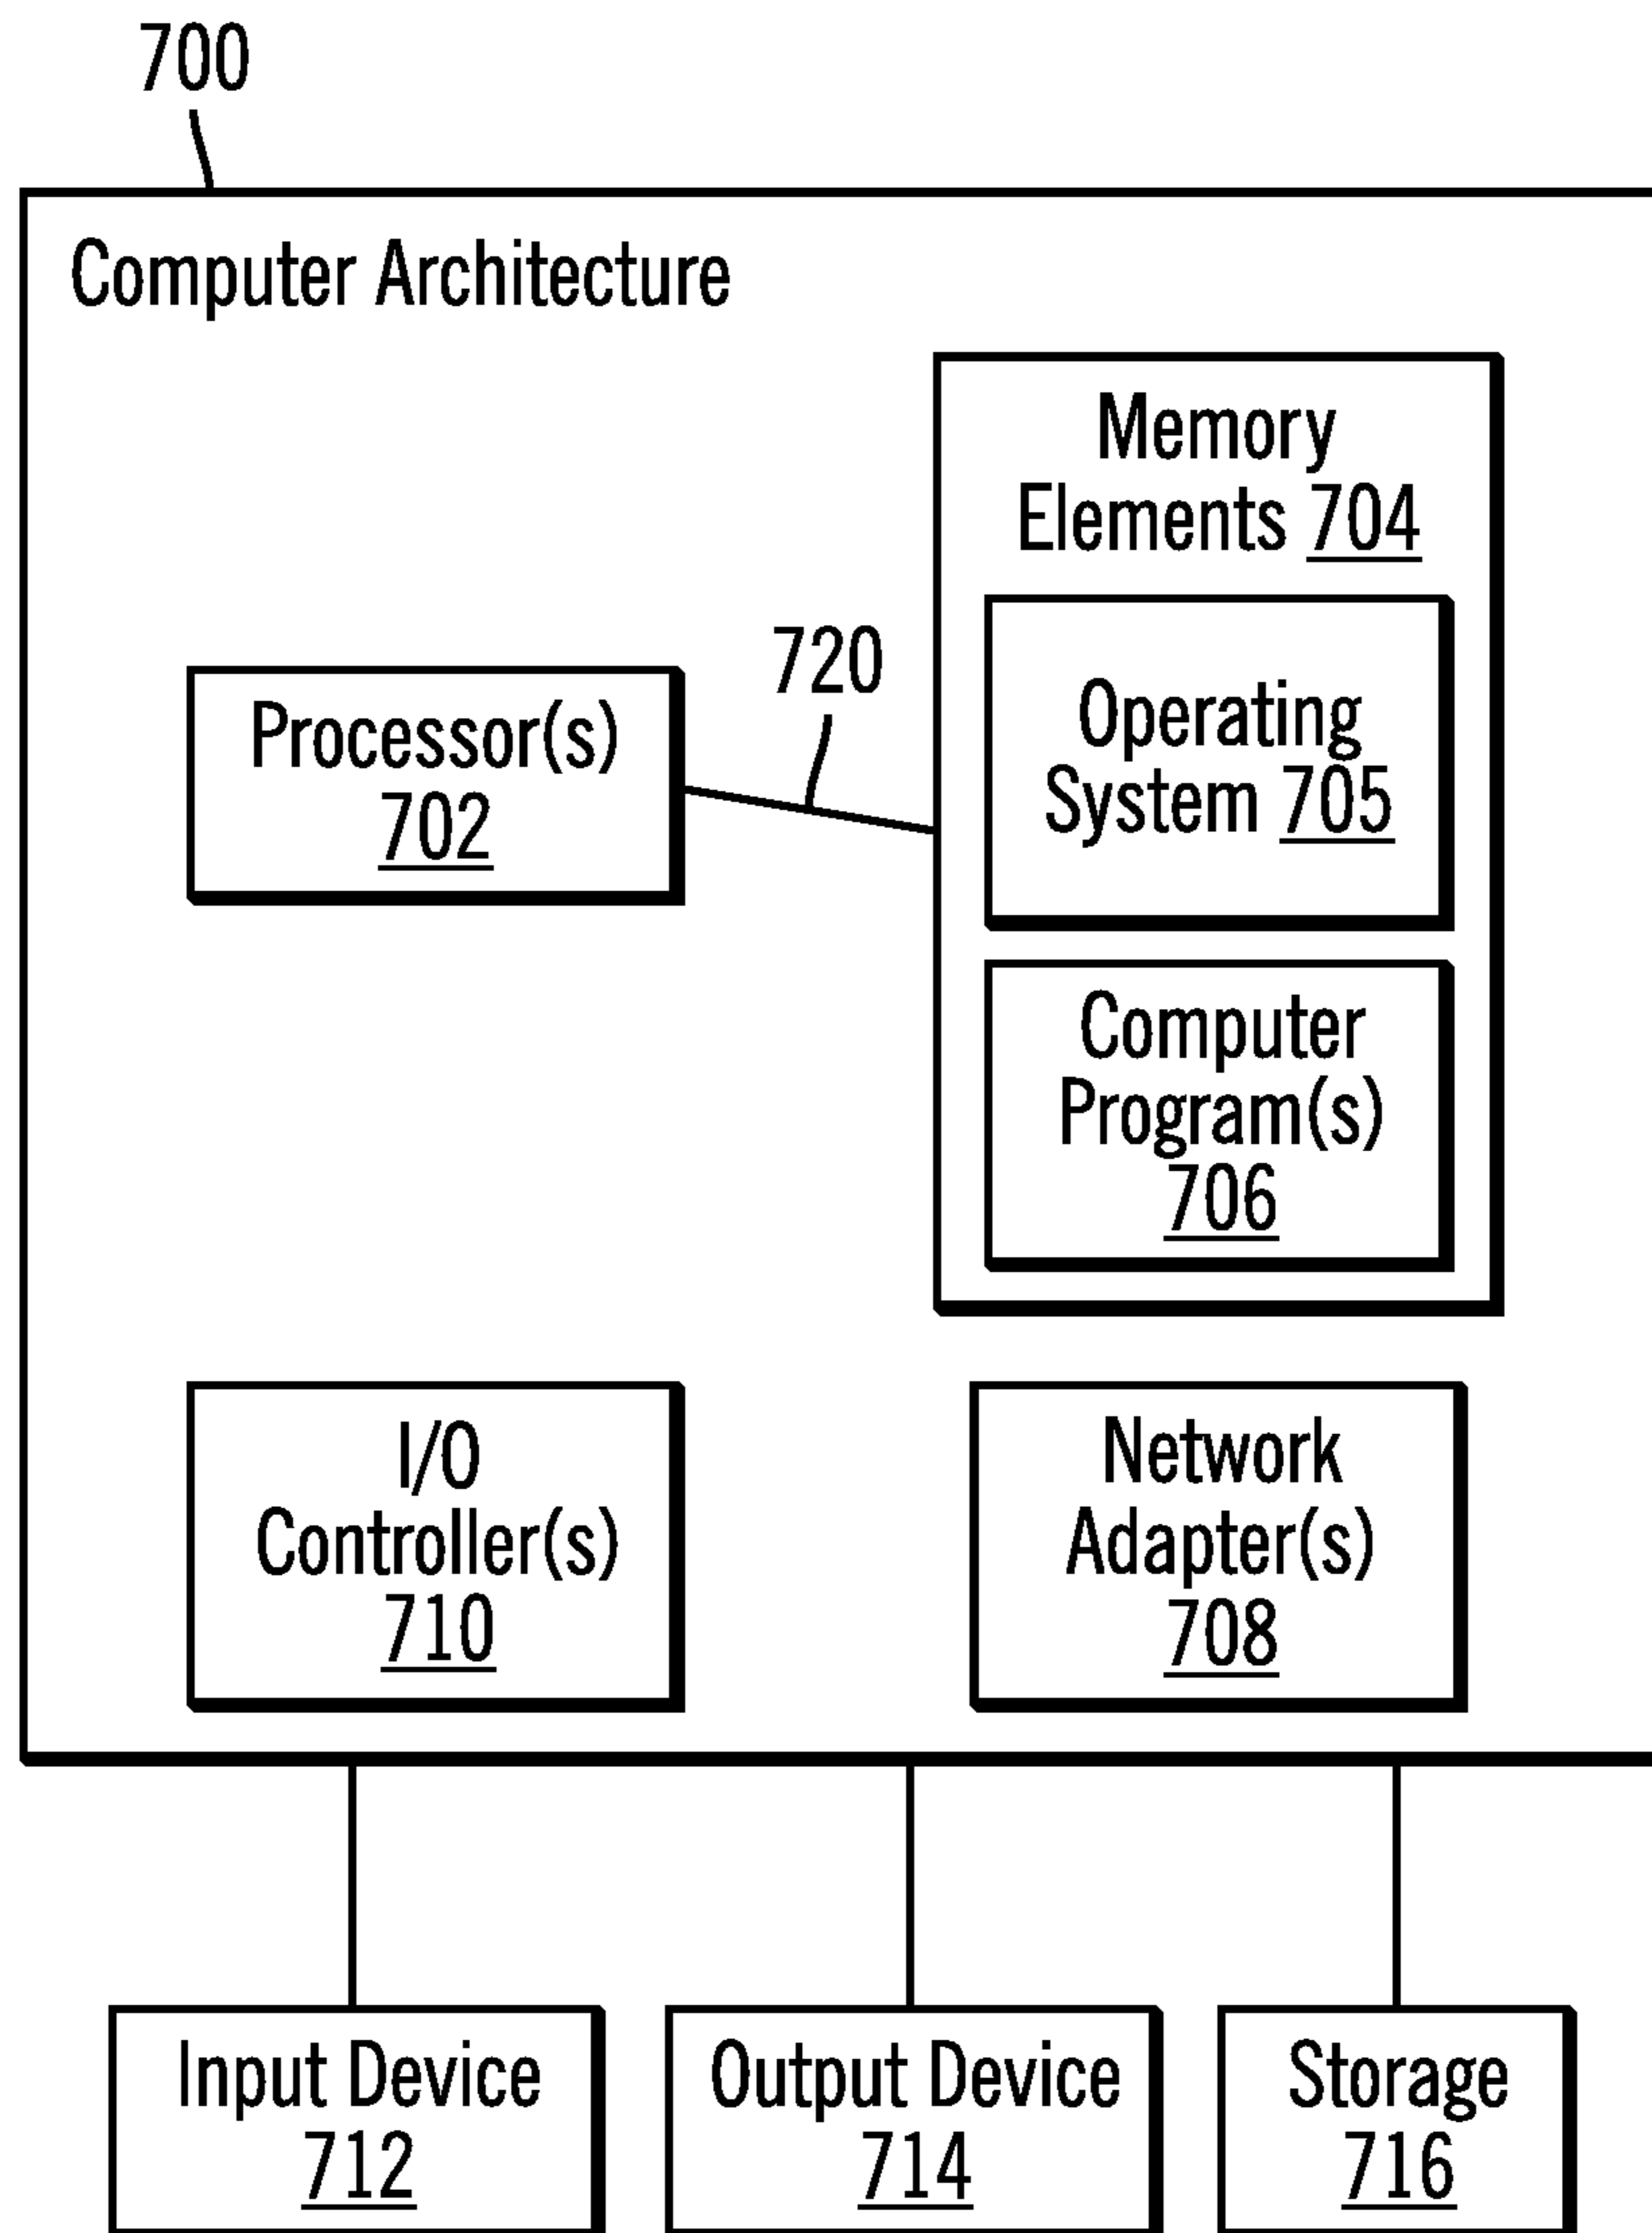 700
Computer Architecture
Memory
Elements 704
720
Processor(s)
702
Operating
System 705
Computer
Program(s)
706
I/O
Controller(s)
710
Network
Adapter(s)
708
Input Device
712
Output Device
714
Storage
716